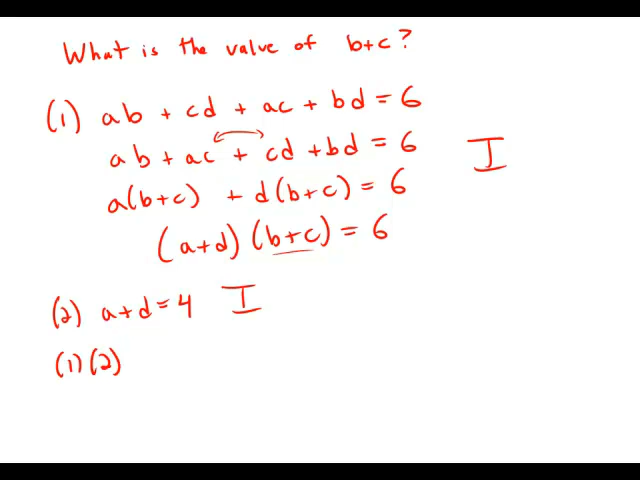 What is the value of b+c?
(1) ab + cd + ac + bd = 6
ab + ac + cd + bd = 6
I
a(b+c) + d(b+c) = 6
(a+d)(b+c) = 6
(2) a+d=4 I
(1)(2)